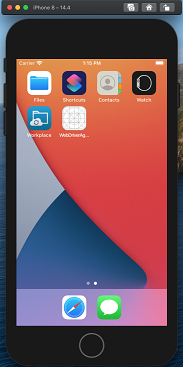 iPhone 8 – 14.4
Carrier 1:15 PM
Files Shortcuts Contacts Watch
Workplace WebDriverAg...